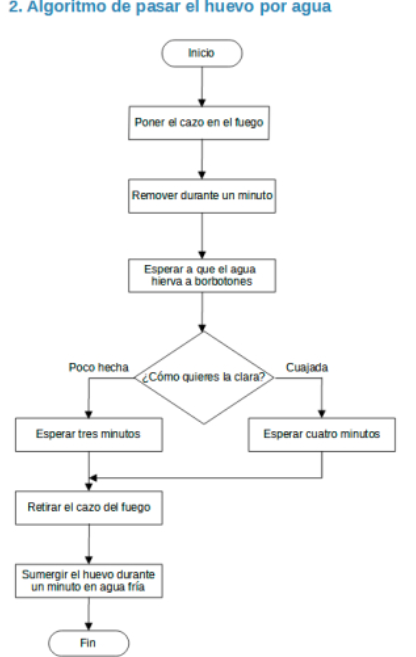 2. Algoritmo de pasar el huevo por agua
Inicio
Poner el cazo en el fuego
Remover durante un minuto
Esperar a que el agua
hierva a borbotones
¿Cómo quieres la clara?
Poco hecha
Cuajada
Esperar tres minutos
Esperar cuatro minutos
Retirar el cazo del fuego
Sumergir el huevo durante
un minuto en agua fría
Fin